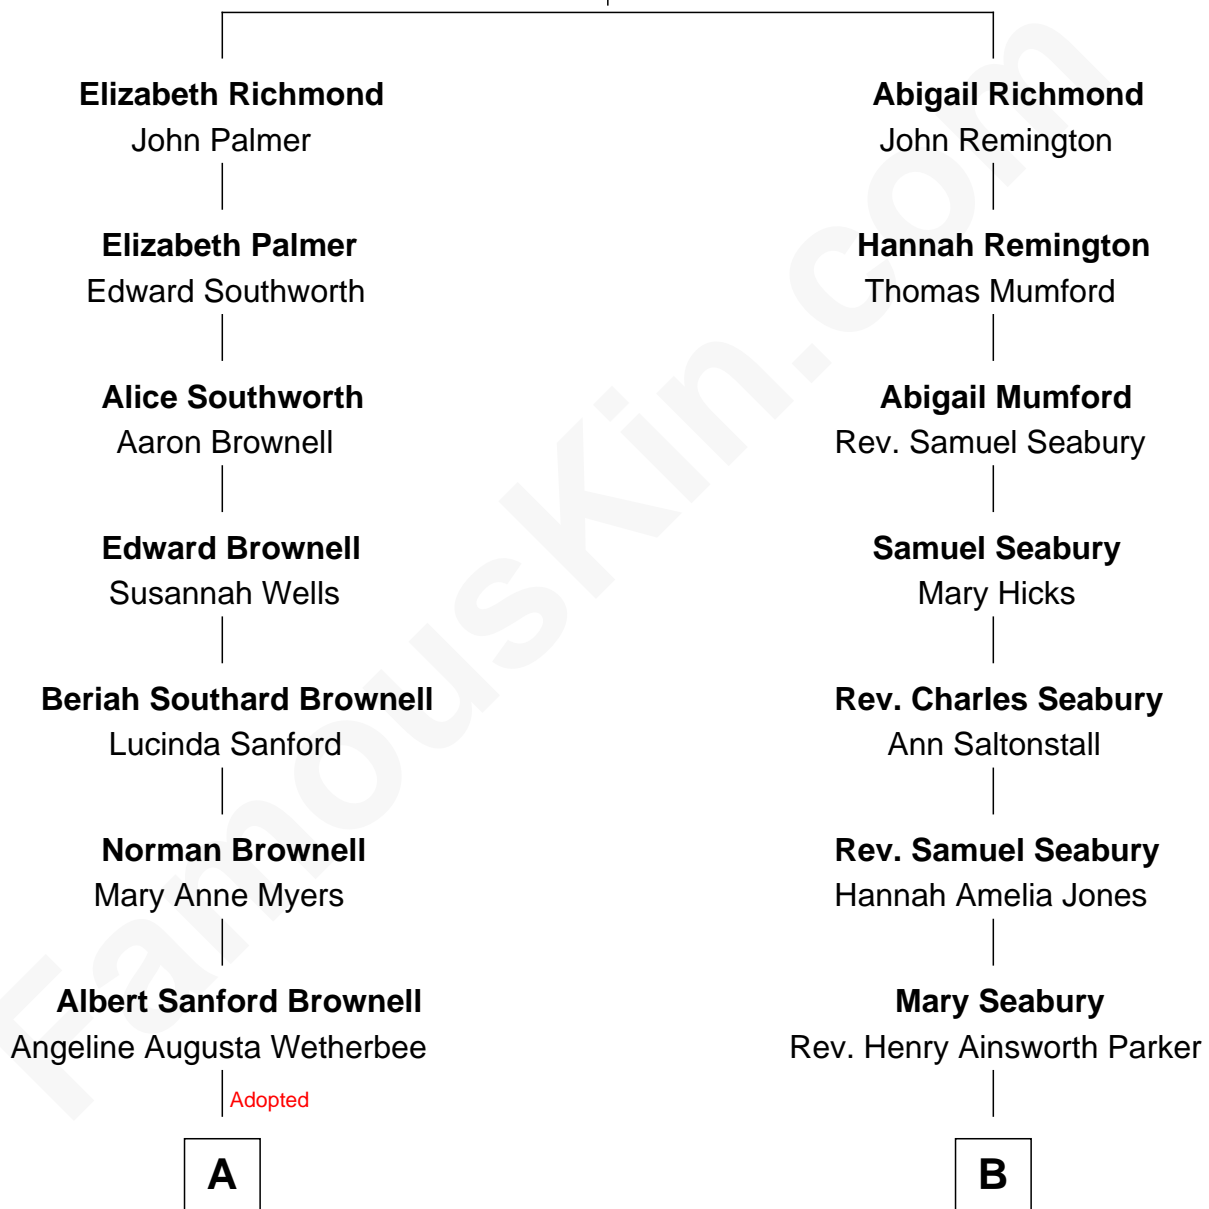 Elizabeth Richmond
John Palmer
Elizabeth Palmer
Edward Southworth
Alice Southworth
Aaron Brownell
Edward Brownell
Susannah Wells
Beriah Southard Brownell
Lucinda Sanford
Norman Brownell
Mary Anne Myers
Albert Sanford Brownell
Angeline Augusta Wetherbee
Adopted
A
Abigail Richmond
John Remington
Hannah Remington
Thomas Mumford
Abigail Mumford
Rev. Samuel Seabury
Samuel Seabury
Mary Hicks
Rev. Charles Seabury
Ann Saltonstall
Rev. Samuel Seabury
Hannah Amelia Jones
Mary Seabury
Rev. Henry Ainsworth Parker
B
FamousKin.com